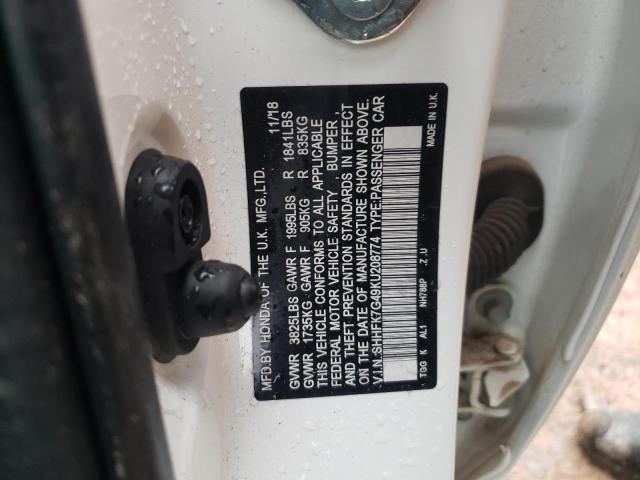 MFD.BY HONDA OF THE U.K. MFG.,LTD. 11/18
GVWR 3825LBS GAWR F 1995LBS R 1841LBS
GVWR 1735KG GAWR F 905KG R 835KG
THIS VEHICLE CONFORMS TO ALL APPLICABLE
FEDERAL MOTOR VEHICLE SAFETY , BUMPER ,
AND THEFT PREVENTION STANDARDS IN EFFECT
ON THE DATE OF MANUFACTURE SHOWN ABOVE.
V.I.N.:SHHFK7G49KU208774 TYPE:PASSENGER CAR
TGG K AL1 NH788P .Z .U MADE IN U.K.